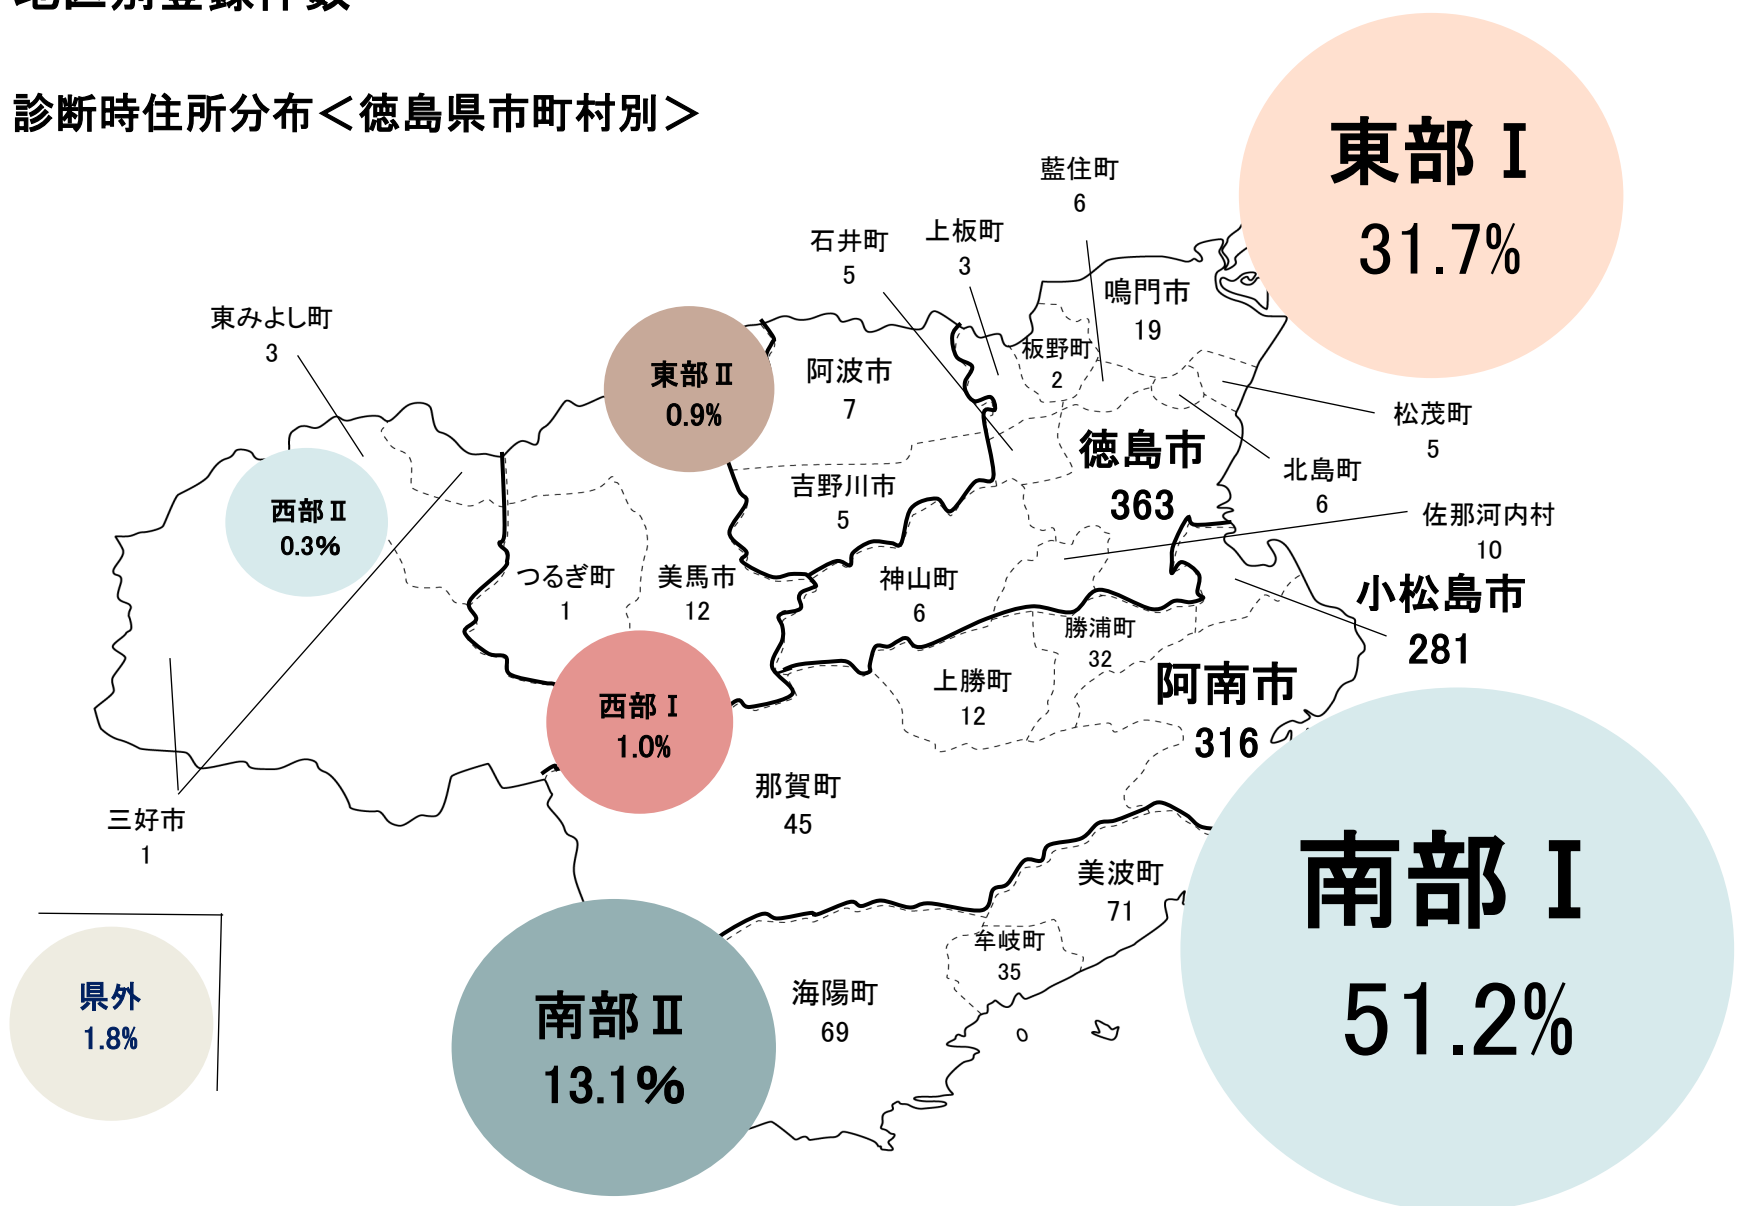 地区別登録件数
診断時住所分布＜徳島県市町村別＞
東部Ⅰ
31.7%
藍住町
6
石井町
5
上板町
3
鳴門市
19
板野町
2
東みよし町
3
東部Ⅱ
0.9%
阿波市
7
松茂町
5
徳島市
363
北島町
6
吉野川市
5
西部Ⅱ
0.3%
佐那河内村
10
つるぎ町
1
美馬市
12
神山町
6
小松島市
281
勝浦町
32
上勝町
12
阿南市
316
西部Ⅰ
1.0%
那賀町
45
三好市
1
美波町
71
牟岐町
35
海陽町
69
南部Ⅰ
51.2%
県外
1.8%
南部Ⅱ
13.1%